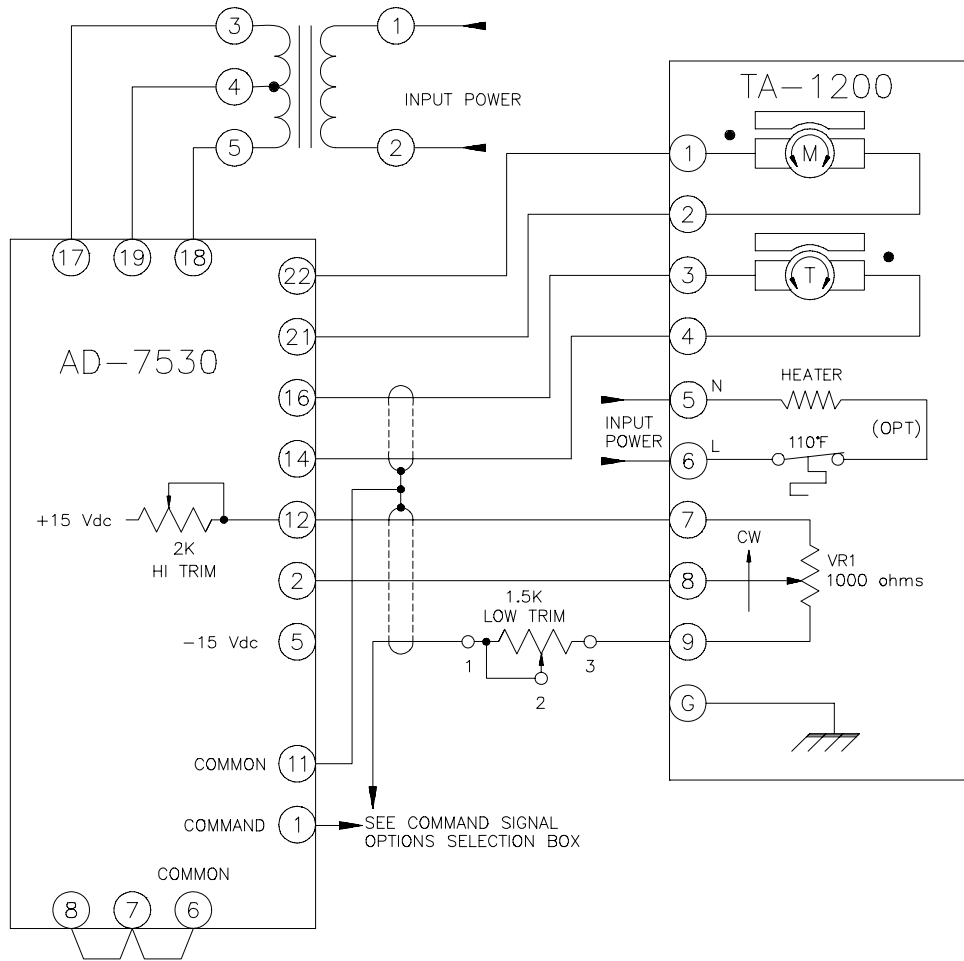 3
1
4
INPUT POWER
5
2
TA-1200
1
M
2
17
19
18
3
T
22
4
21
AD-7530
16
5
N
HEATER
INPUT
POWER
(OPT)
14
6
L
110°F
+15 Vdc
12
7
2K
HI TRIM
CW
VR1
1000 ohms
2
8
1.5K
LOW TRIM
-15 Vdc
5
1
3
9
2
G
COMMON
11
COMMAND
1
SEE COMMAND SIGNAL
OPTIONS SELECTION BOX
COMMON
8
7
6